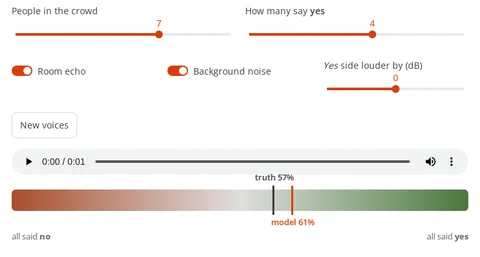 People in the crowd
How many say yes
7
4
Room echo
Background noise
Yes side louder by (dB)
0
New voices
0:00 / 0:01
truth 57%
model 61%
all said no
all said yes